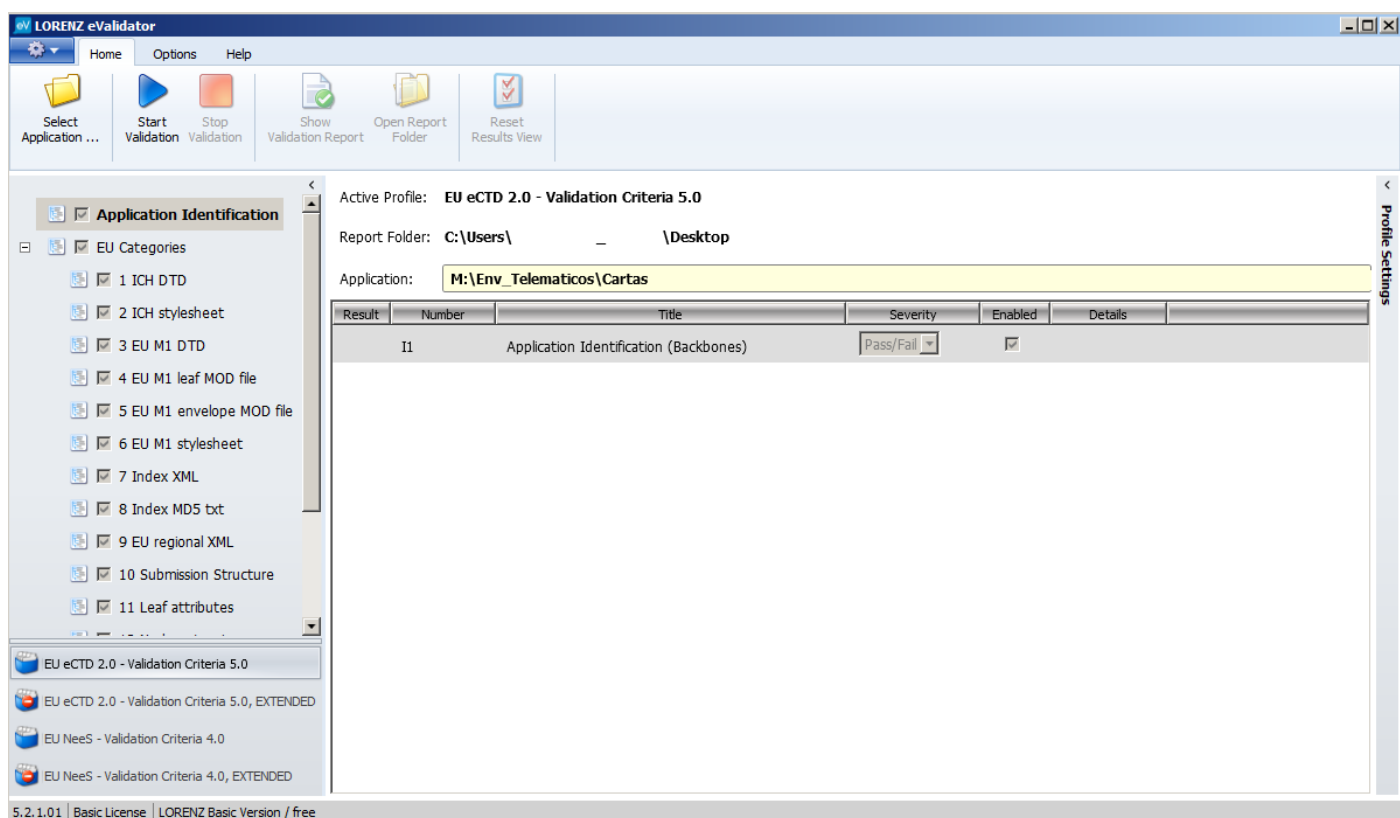 eV LORENZ eValidator
Home Options Help
Select Application ...
Start Validation
Stop Validation
Show Validation Report
Open Report Folder
Reset Results View
Application Identification
EU Categories
1 ICH DTD
2 ICH stylesheet
3 EU M1 DTD
4 EU M1 leaf MOD file
5 EU M1 envelope MOD file
6 EU M1 stylesheet
7 Index XML
8 Index MD5 txt
9 EU regional XML
10 Submission Structure
11 Leaf attributes
EU eCTD 2.0 - Validation Criteria 5.0
EU eCTD 2.0 - Validation Criteria 5.0, EXTENDED
EU NeeS - Validation Criteria 4.0
EU NeeS - Validation Criteria 4.0, EXTENDED
Active Profile: EU eCTD 2.0 - Validation Criteria 5.0
Report Folder: C:\Users\ _ \Desktop
Application: M:\Env_Telematicos\Cartas
Result Number Title Severity Enabled Details
I1 Application Identification (Backbones) Pass/Fail
Profile Settings
5.2.1.01 Basic License LORENZ Basic Version / free